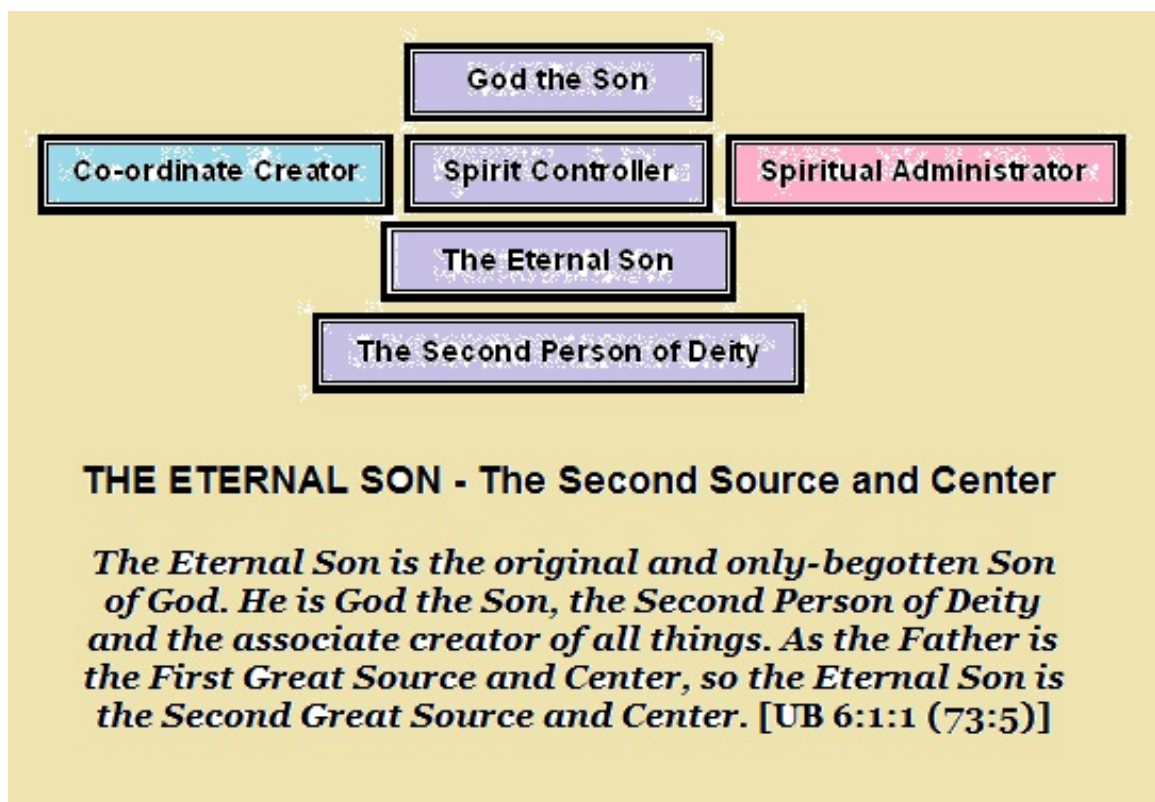 God the Son
Co-ordinate Creator Spirit Controller Spiritual Administrator
The Eternal Son
The Second Person of Deity
THE ETERNAL SON - The Second Source and Center
The Eternal Son is the original and only-begotten Son
of God. He is God the Son, the Second Person of Deity
and the associate creator of all things. As the Father is
the First Great Source and Center, so the Eternal Son is
the Second Great Source and Center. [UB 6:1:1 (73:5)]